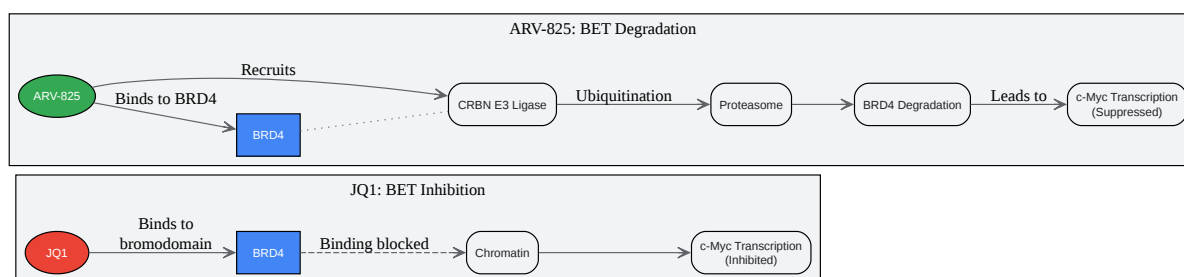 ARV-825: BET Degradation
Recruits
ARV-825
Binds to BRD4
BRD4
CRBN E3 Ligase
Ubiquitination
Proteasome
BRD4 Degradation
Leads to
c-Myc Transcription
(Suppressed)
JQ1: BET Inhibition
JQ1
Binds to
bromodomain
BRD4
Binding blocked
Chromatin
c-Myc Transcription
(Inhibited)